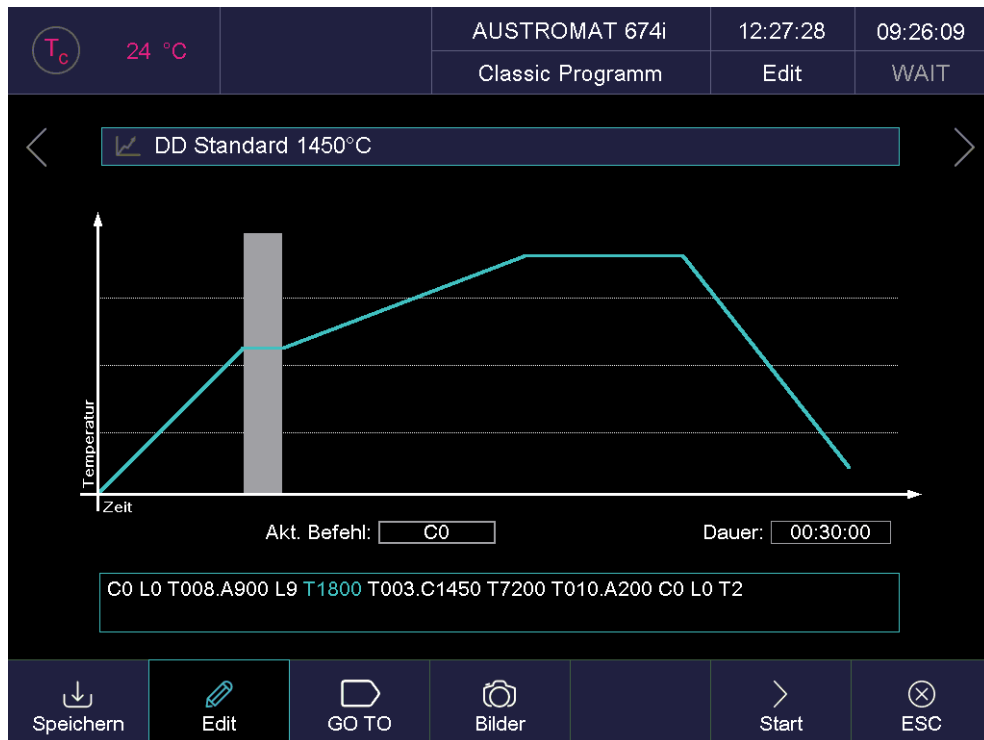 Tc 24 °C AUSTROMAT 674i 12:27:28 09:26:09
Classic Programm Edit WAIT
DD Standard 1450°C
Temperatur
Zeit
Akt. Befehl: C0 Dauer: 00:30:00
C0 L0 T008.A900 L9 T1800 T003.C1450 T7200 T010.A200 C0 L0 T2
Speichern Edit GO TO Bilder Start ESC